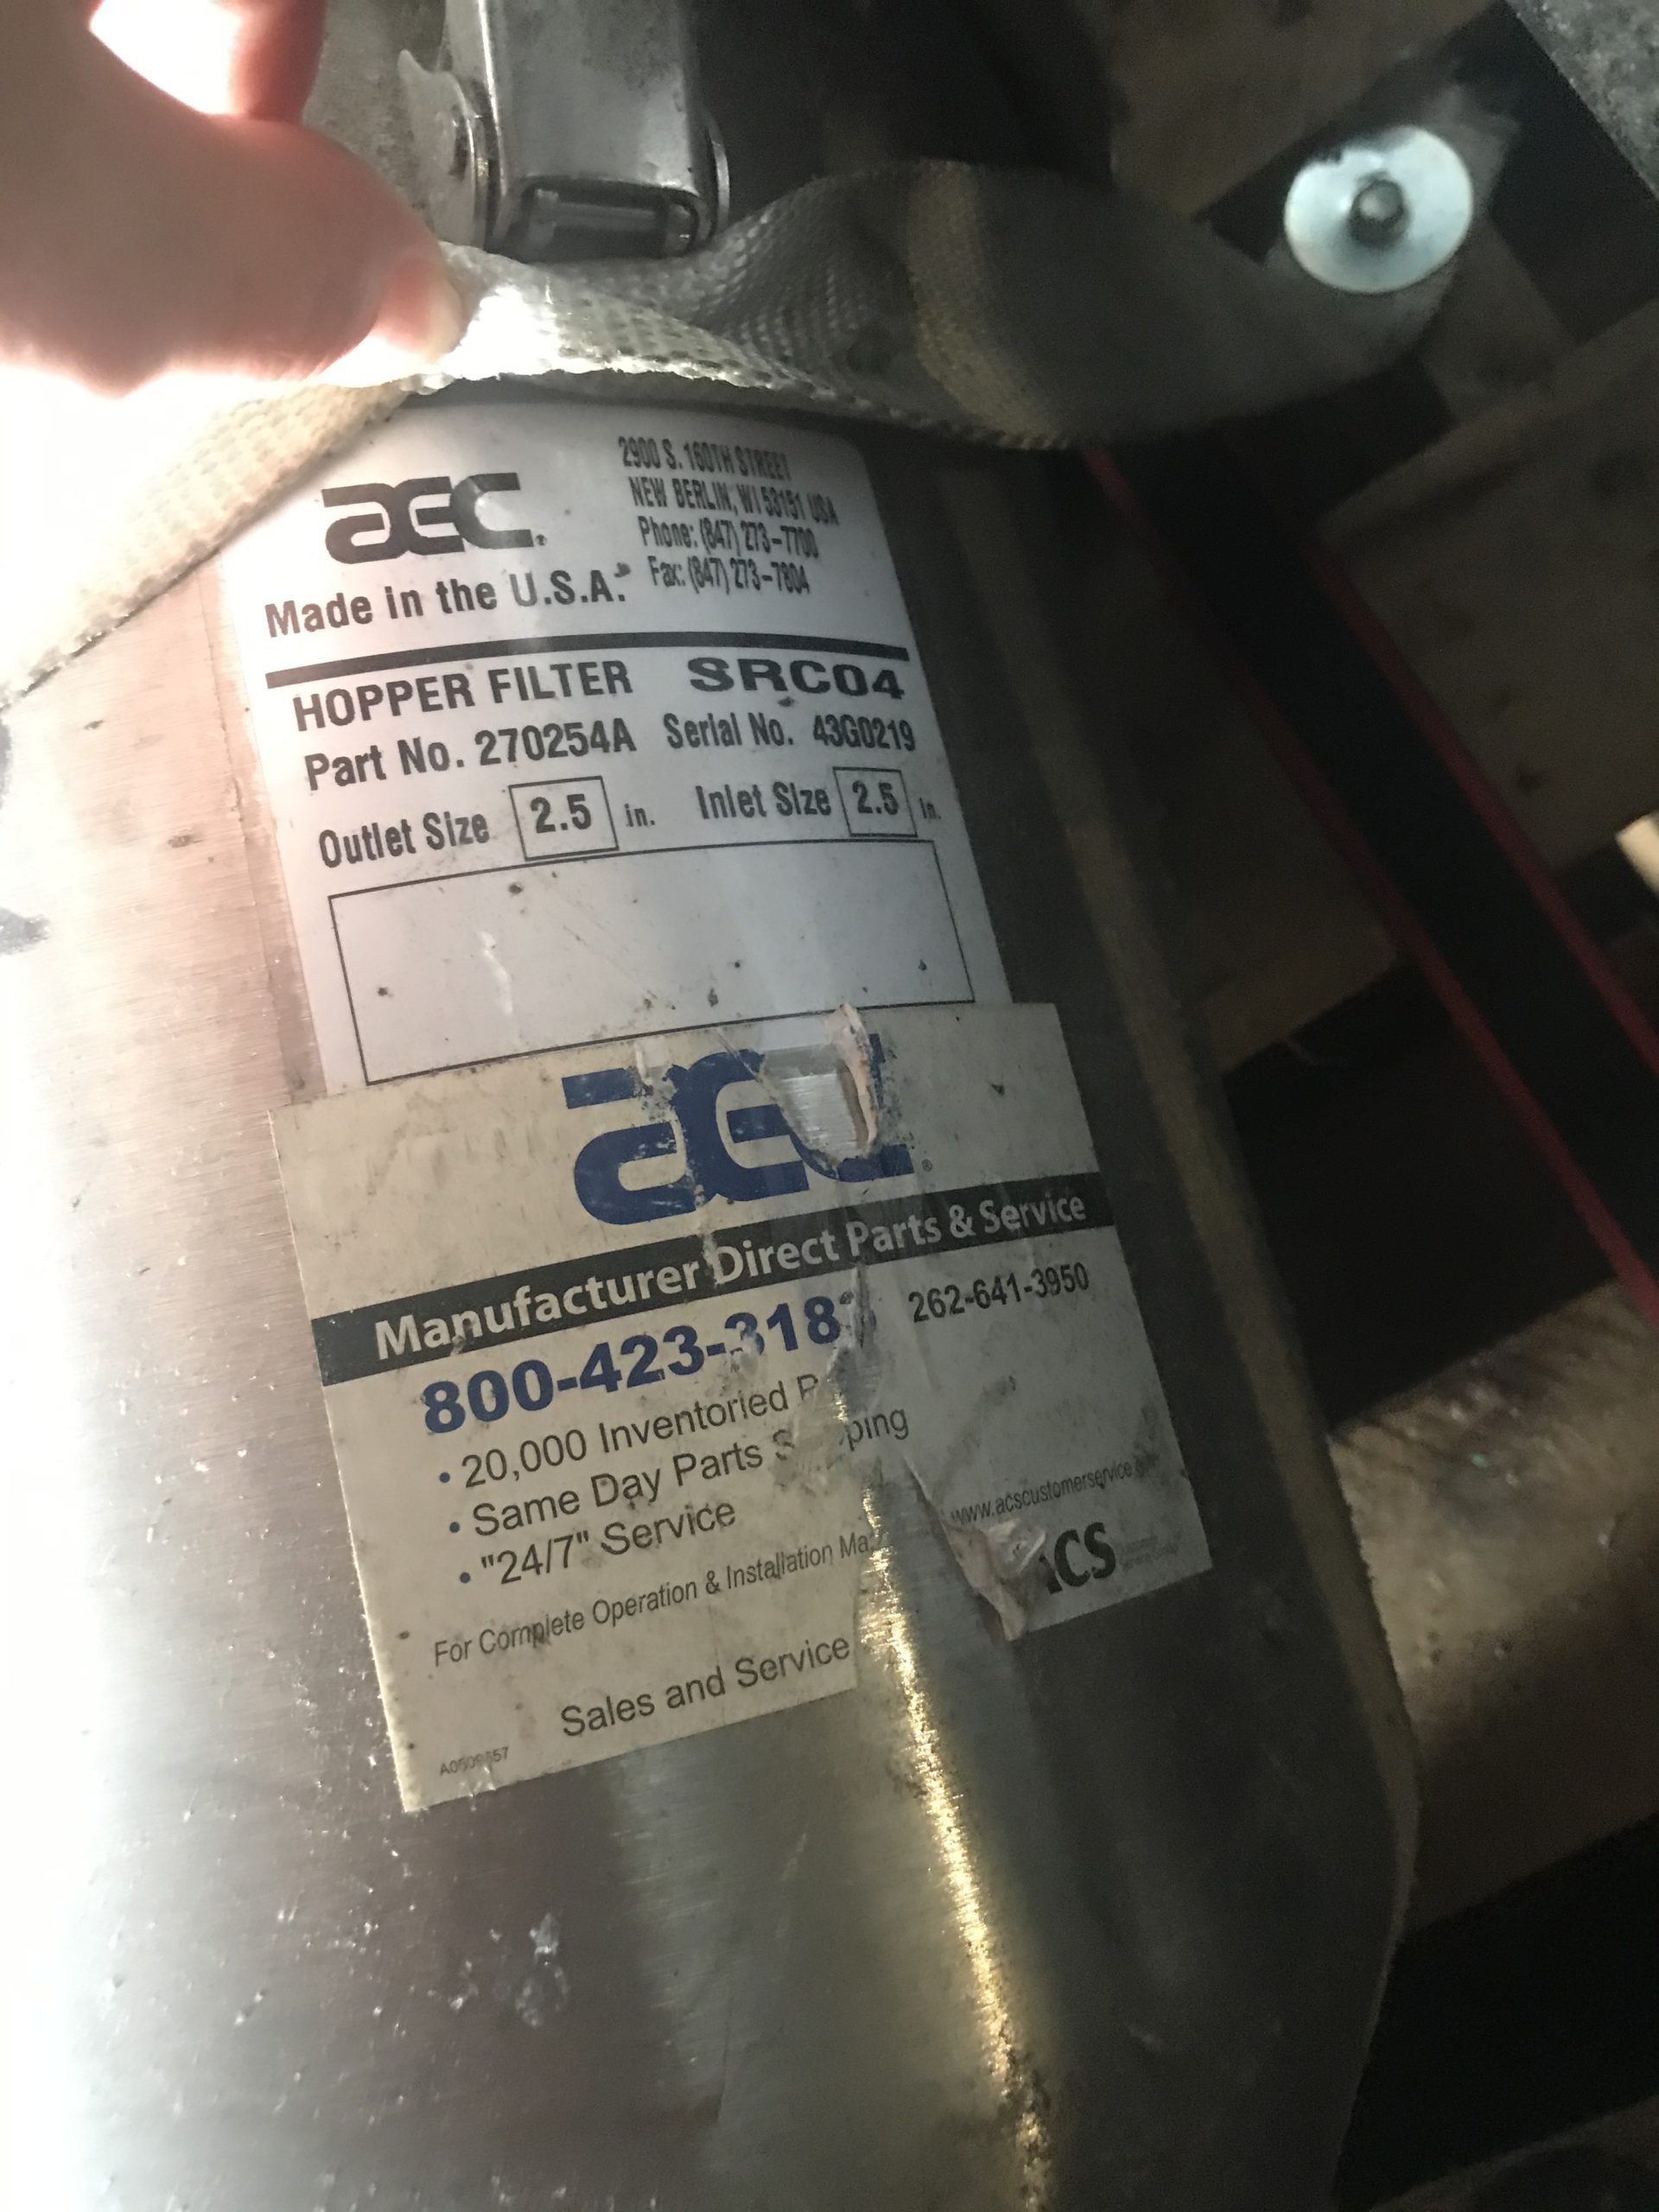 aec.
2900 S. 160TH STREET
NEW BERLIN, WI 53151 USA
Phone: (847) 273-7700
Fax: (847) 273-7804
Made in the U.S.A.
HOPPER FILTER SRC04
Part No. 270254A Serial No. 43G0219
Outlet Size 2.5 in. Inlet Size 2.5 in.
aec ®
Manufacturer Direct Parts & Service
800-423-318 262-641-3950
• 20,000 Inventoried
• Same Day Parts
• "24/7" Service
www.acscustomerservice
For Complete Operation & Installation
ACS
Sales and Service